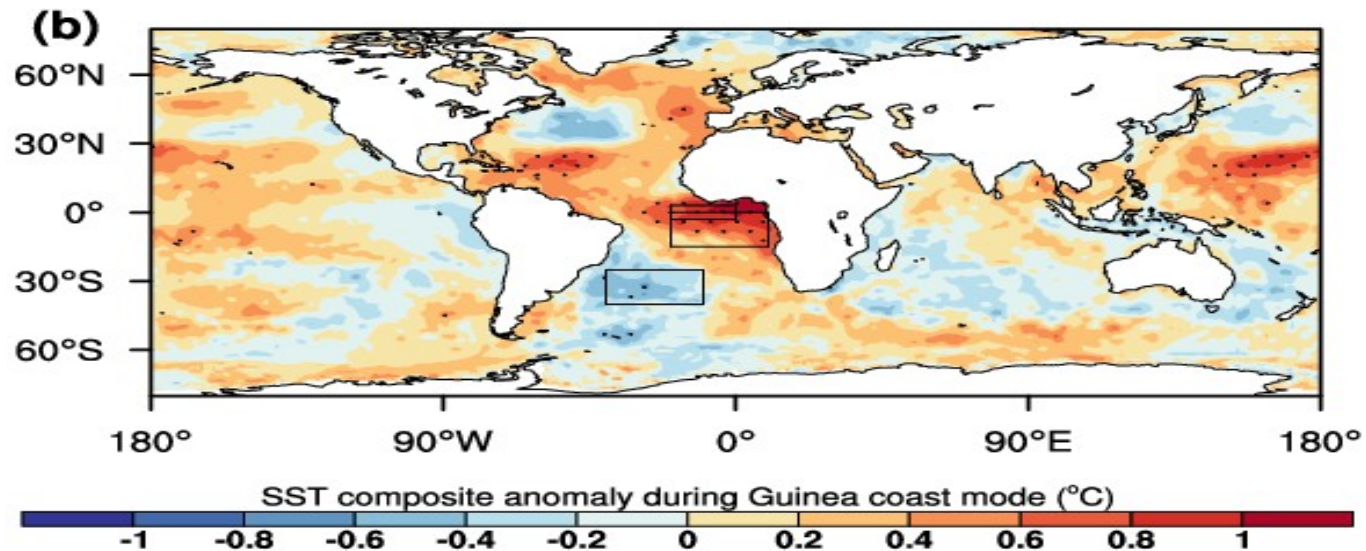 (b)
60°N
30°N
0°
30°S
60°S
180° 90°W 0° 90°E 180°
SST composite anomaly during Guinea coast mode (°C)
-1 -0.8 -0.6 -0.4 -0.2 0 0.2 0.4 0.6 0.8 1